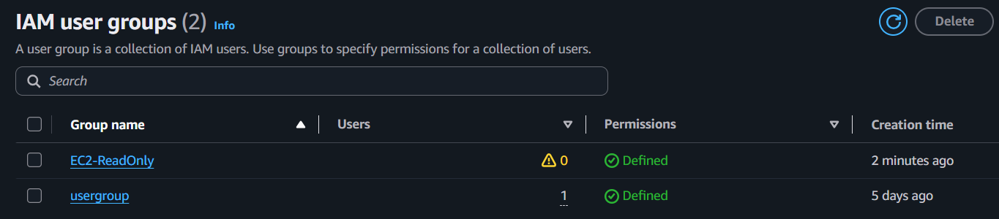 IAM user groups (2) Info
Delete
A user group is a collection of IAM users. Use groups to specify permissions for a collection of users.
Search
Group name Users Permissions Creation time
EC2-ReadOnly 0 Defined 2 minutes ago
usergroup 1 Defined 5 days ago